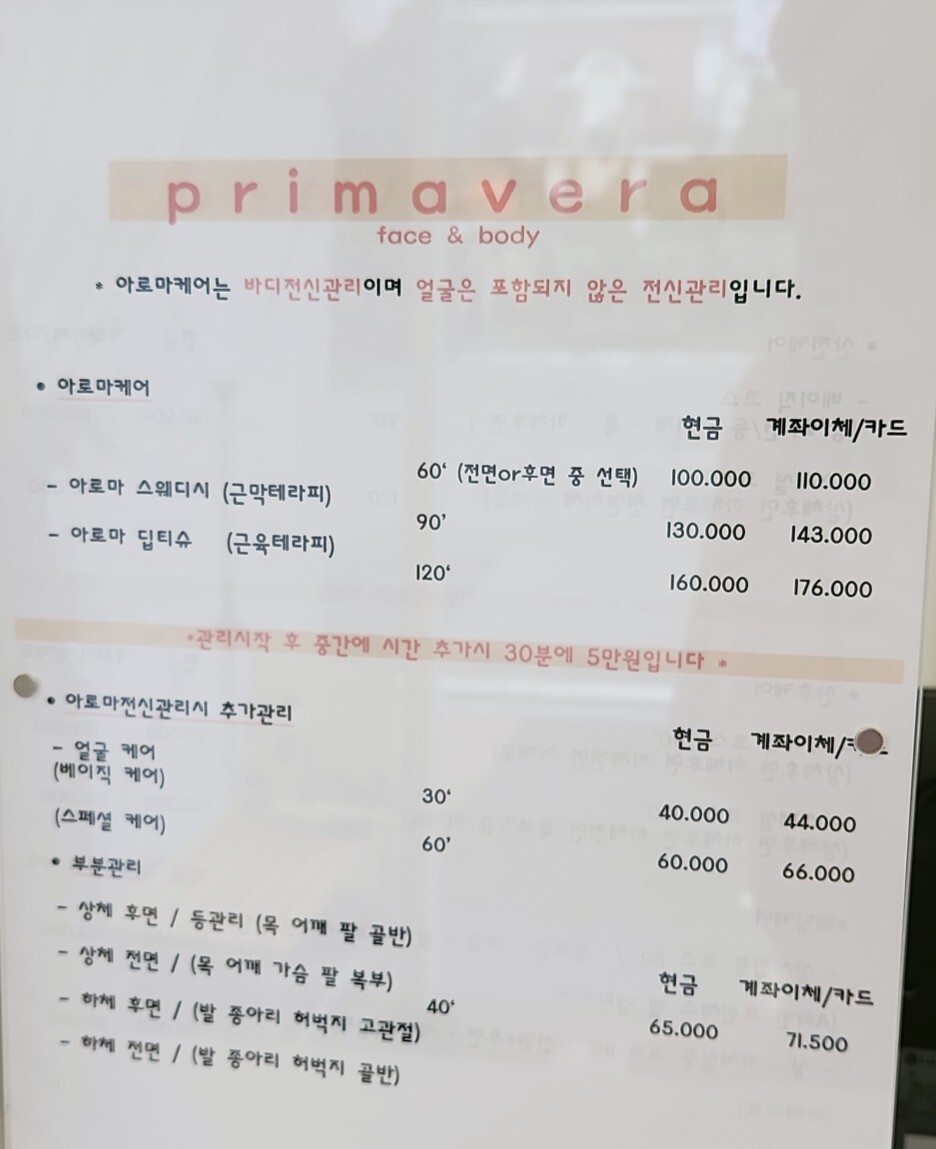 primavera
face & body
* 아로마케어는 바디전신관리이며 얼굴은 포함되지 않은 전신관리입니다.
• 아로마케어
현금 계좌이체/카드
60‘ (전면or후면 중 선택) 100.000 110.000
- 아로마 스웨디시 (근막테라피)
90’ 130.000 143.000
- 아로마 딥티슈 (근육테라피)
120‘ 160.000 176.000
*관리시작 후 중간에 시간 추가시 30분에 5만원입니다 *
• 아로마전신관리시 추가관리
현금 계좌이체/
- 얼굴 케어
(베이직 케어)
30‘ 40.000 44.000
(스페셜 케어)
60’ 60.000 66.000
• 부분관리
- 상체 후면 / 등관리 (목 어깨 팔 골반)
- 상체 전면 / (목 어깨 가슴 팔 복부)
현금 계좌이체/카드
40‘ 65.000 71.500
- 하체 후면 / (발 종아리 허벅지 고관절)
- 하체 전면 / (발 종아리 허벅지 골반)